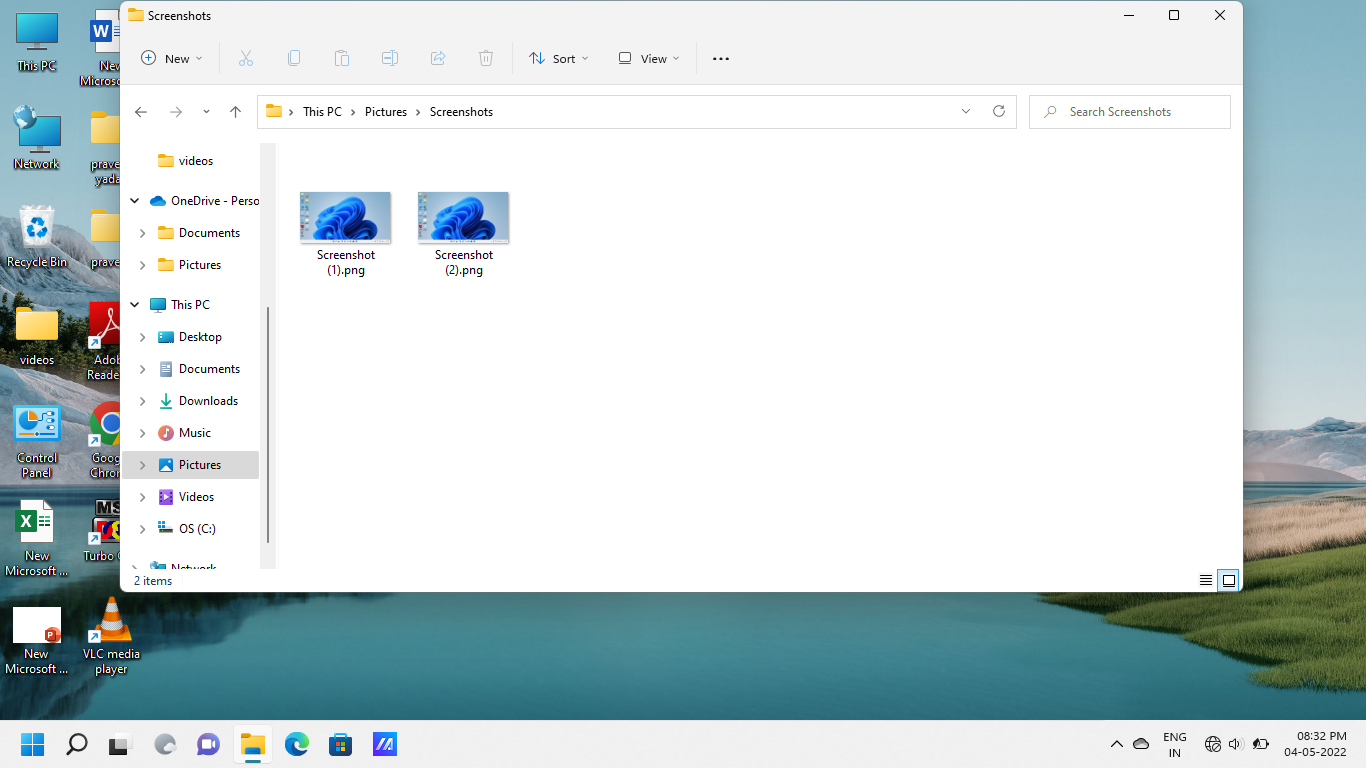 Screenshots
New
Sort
View
This PC
Pictures
Screenshots
Search Screenshots
videos
OneDrive - Perso
Documents
Pictures
This PC
Desktop
Documents
Downloads
Music
Pictures
Videos
OS (C:)
Network
2 items
Screenshot
(1).png
Screenshot
(2).png
This PC
Network
Recycle Bin
videos
Control
Panel
New
Microsoft ...
New
Microsoft ...
W
New
Microsof
prave
yada
prave
Adob
Reade
Goog
Chron
MS
Turbo C
VLC media
player
ENG
IN
08:32 PM
04-05-2022